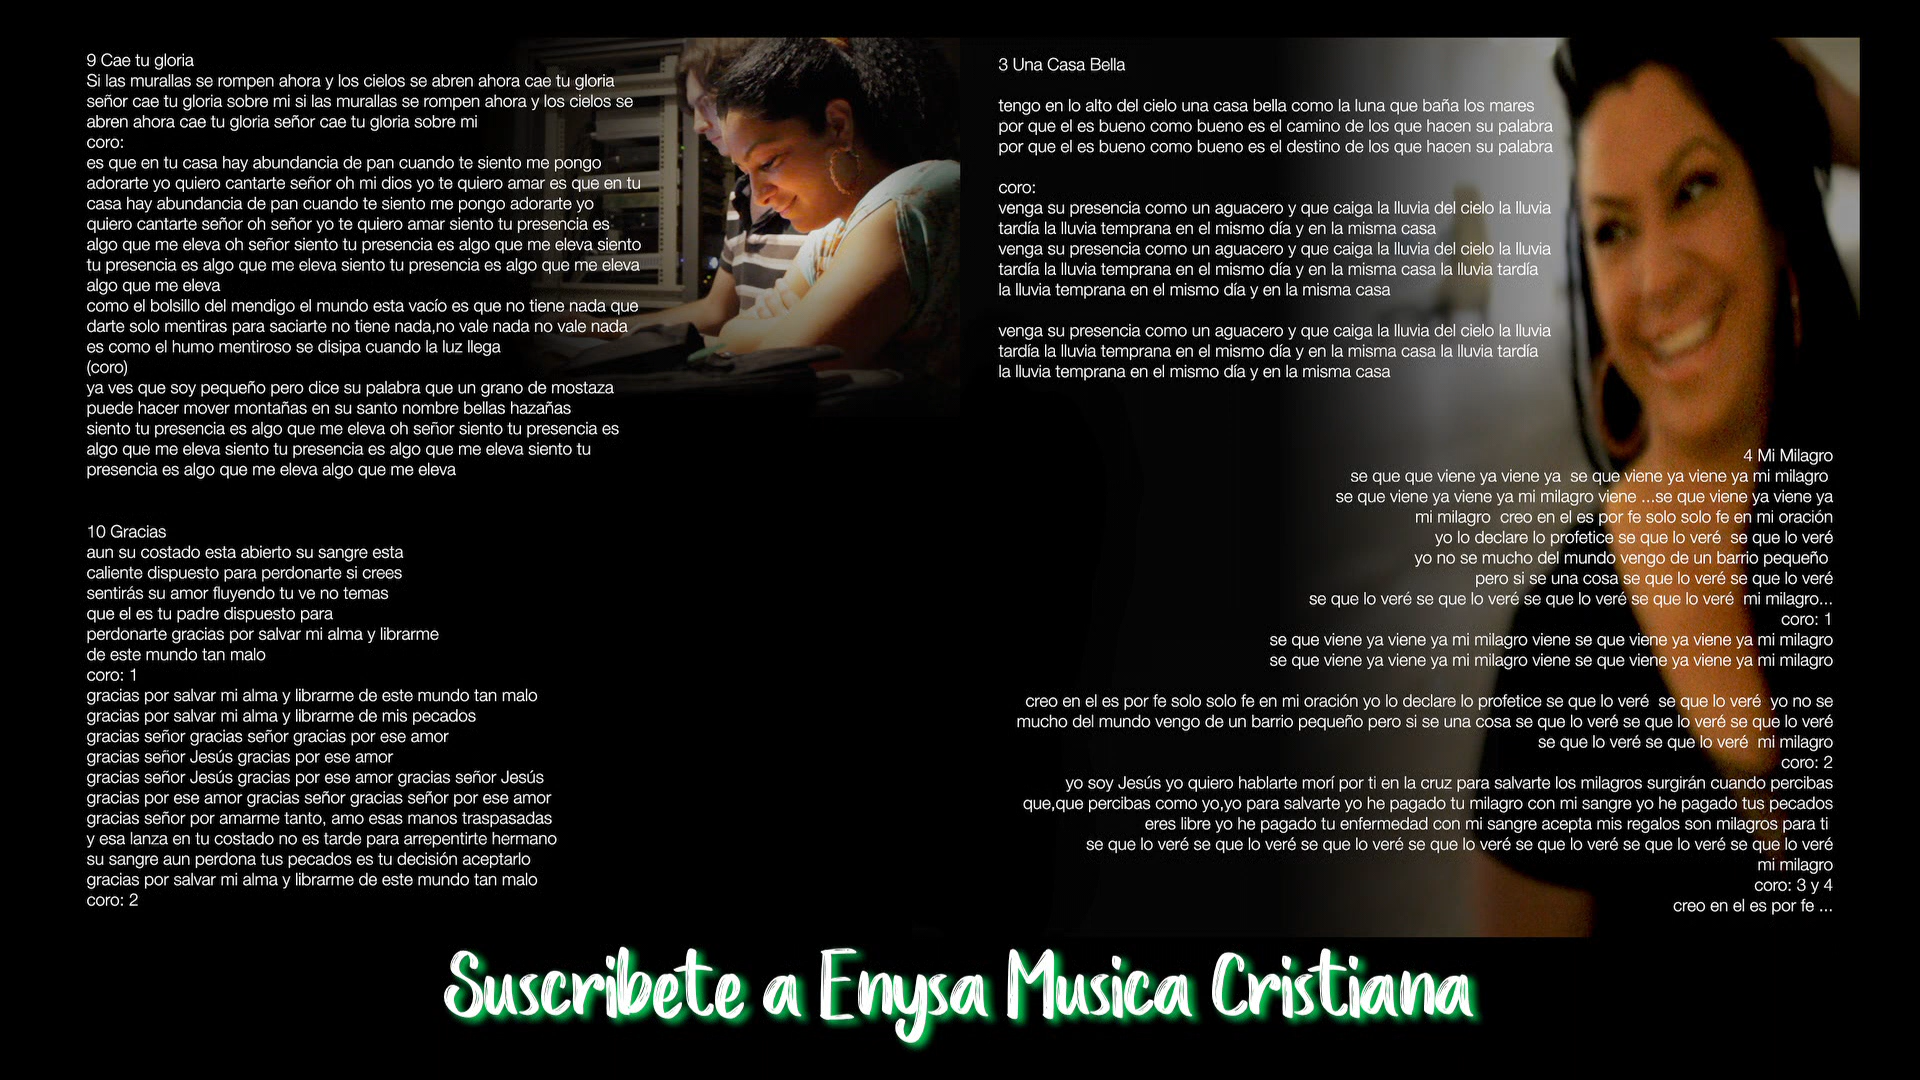 9 Cae tu gloria
Si las murallas se rompen ahora y los cielos se abren ahora cae tu gloria
señor cae tu gloria sobre mi si las murallas se rompen ahora y los cielos se
abren ahora cae tu gloria señor cae tu gloria sobre mi
coro:
es que en tu casa hay abundancia de pan cuando te siento me pongo
adorarte yo quiero cantarte señor oh mi dios yo te quiero amar es que en tu
casa hay abundancia de pan cuando te siento me pongo adorarte yo
quiero cantarte señor oh señor yo te quiero amar siento tu presencia es
algo que me eleva oh señor siento tu presencia es algo que me eleva siento
tu presencia es algo que me eleva siento tu presencia es algo que me eleva
algo que me eleva
como el bolsillo del mendigo el mundo esta vacío es que no tiene nada que
darte solo mentiras para saciarte no tiene nada,no vale nada no vale nada
es como el humo mentiroso se disipa cuando la luz llega
(coro)
ya ves que soy pequeño pero dice su palabra que un grano de mostaza
puede hacer mover montañas en su santo nombre bellas hazañas
siento tu presencia es algo que me eleva oh señor siento tu presencia es
algo que me eleva siento tu presencia es algo que me eleva siento tu
presencia es algo que me eleva algo que me eleva
10 Gracias
aun su costado esta abierto su sangre esta
caliente dispuesto para perdonarte si crees
sentirás su amor fluyendo tu ve no temas
que el es tu padre dispuesto para
perdonarte gracias por salvar mi alma y librarme
de este mundo tan malo
coro: 1
gracias por salvar mi alma y librarme de este mundo tan malo
gracias por salvar mi alma y librarme de mis pecados
gracias señor gracias señor gracias por ese amor
gracias señor Jesús gracias por ese amor
gracias señor Jesús gracias por ese amor gracias señor Jesús
gracias por ese amor gracias señor gracias señor por ese amor
gracias señor por amarme tanto, amo esas manos traspasadas
y esa lanza en tu costado no es tarde para arrepentirte hermano
su sangre aun perdona tus pecados es tu decisión aceptarlo
gracias por salvar mi alma y librarme de este mundo tan malo
coro: 2
3 Una Casa Bella
tengo en lo alto del cielo una casa bella como la luna que baña los mares
por que el es bueno como bueno es el camino de los que hacen su palabra
por que el es bueno como bueno es el destino de los que hacen su palabra
coro:
venga su presencia como un aguacero y que caiga la lluvia del cielo la lluvia
tardía la lluvia temprana en el mismo día y en la misma casa
venga su presencia como un aguacero y que caiga la lluvia del cielo la lluvia
tardía la lluvia temprana en el mismo día y en la misma casa la lluvia tardía
la lluvia temprana en el mismo día y en la misma casa
venga su presencia como un aguacero y que caiga la lluvia del cielo la lluvia
tardía la lluvia temprana en el mismo día y en la misma casa la lluvia tardía
la lluvia temprana en el mismo día y en la misma casa
4 Mi Milagro
se que que viene ya viene ya  se que viene ya viene ya mi milagro
se que viene ya viene ya mi milagro viene ...se que viene ya viene ya
mi milagro  creo en el es por fe solo solo fe en mi oración
yo lo declare lo profetice se que lo veré  se que lo veré
yo no se mucho del mundo vengo de un barrio pequeño
pero si se una cosa se que lo veré se que lo veré
se que lo veré se que lo veré se que lo veré se que lo veré  mi milagro...
coro: 1
se que viene ya viene ya mi milagro viene se que viene ya viene ya mi milagro
se que viene ya viene ya mi milagro viene se que viene ya viene ya mi milagro
creo en el es por fe solo solo fe en mi oración yo lo declare lo profetice se que lo veré  se que lo veré  yo no se
mucho del mundo vengo de un barrio pequeño pero si se una cosa se que lo veré se que lo veré se que lo veré
se que lo veré se que lo veré  mi milagro
coro: 2
yo soy Jesús yo quiero hablarte morí por ti en la cruz para salvarte los milagros surgirán cuando percibas
que,que percibas como yo,yo para salvarte yo he pagado tu milagro con mi sangre yo he pagado tus pecados
eres libre yo he pagado tu enfermedad con mi sangre acepta mis regalos son milagros para ti
se que lo veré se que lo veré se que lo veré se que lo veré se que lo veré se que lo veré se que lo veré
mi milagro
coro: 3 y 4
creo en el es por fe ...
Suscribete a Enysa Musica Cristiana